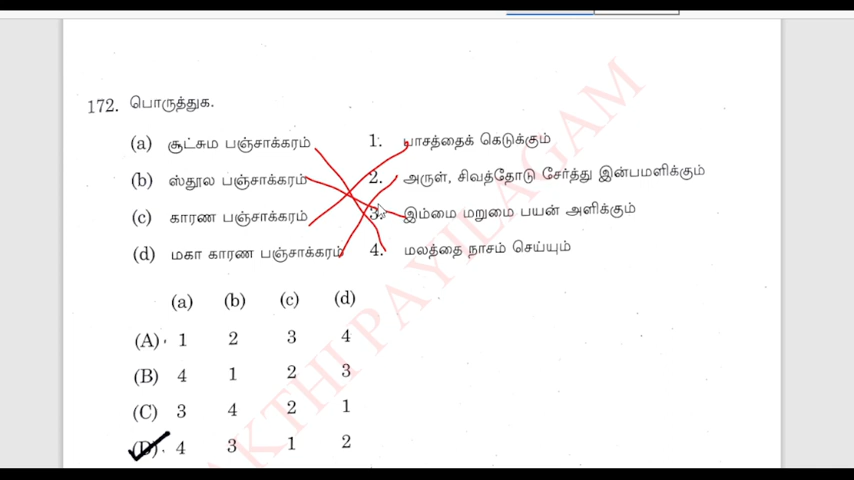 172. பொருத்துக.
(a) சூட்சும பஞ்சாக்கரம் 1. பாசத்தைக் கெடுக்கும்
(b) ஸ்தூல பஞ்சாக்கரம் 2. அருள், சிவத்தோடு சேர்த்து இன்பமளிக்கும்
(c) காரண பஞ்சாக்கரம் 3. இம்மை மறுமை பயன் அளிக்கும்
(d) மகா காரண பஞ்சாக்கரம் 4. மலத்தை நாசம் செய்யும்
(a) (b) (c) (d)
(A) 1 2 3 4
(B) 4 1 2 3
(C) 3 4 2 1
(D) 4 3 1 2
AKTHI PAYILAGAM